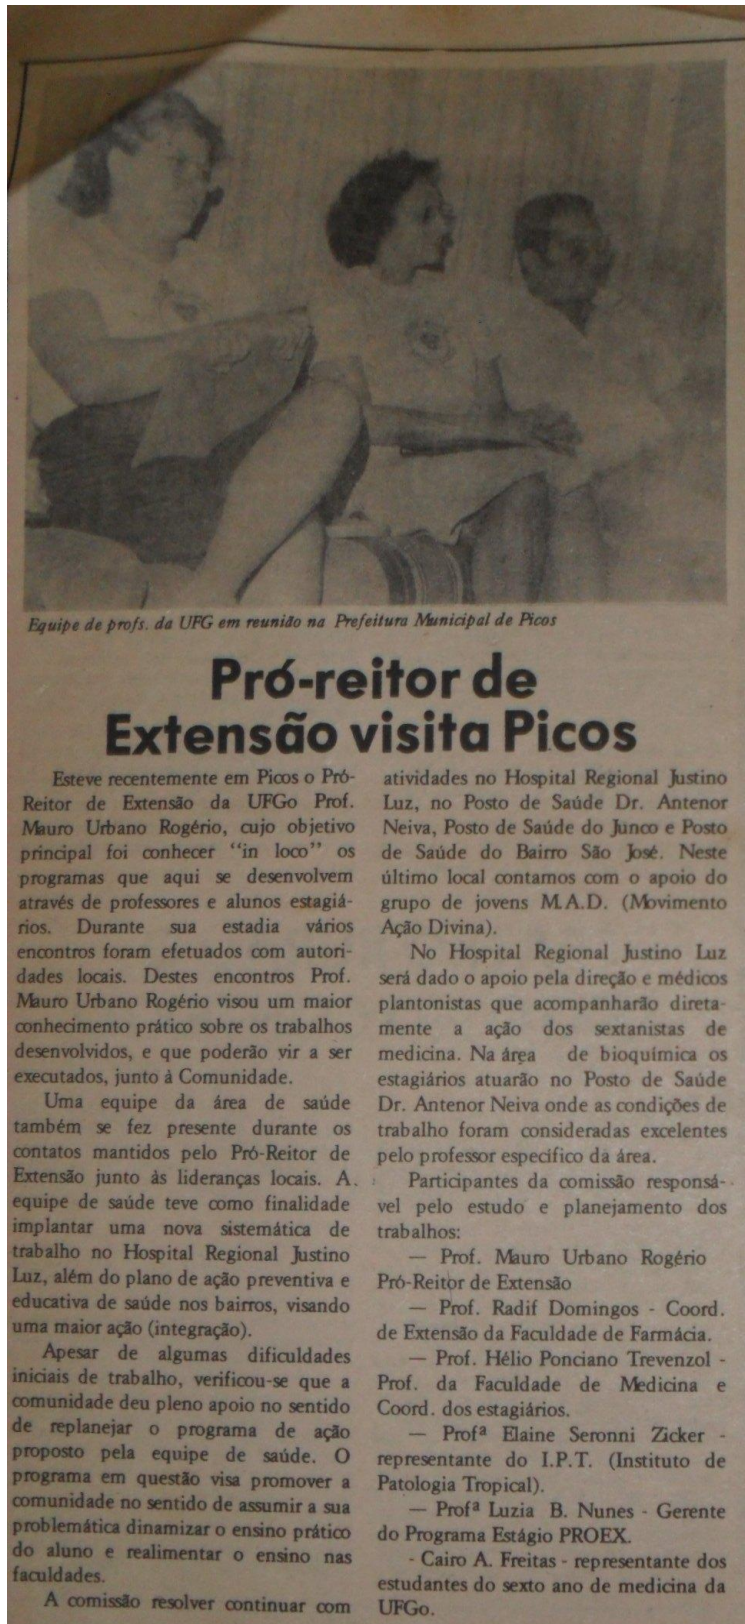 Equipe de profs. da UFG em reunião na Prefeitura Municipal de Picos
Pró-reitor de
Extensão visita Picos
Esteve recentemente em Picos o Pró-
Reitor de Extensão da UFGo Prof.
Mauro Urbano Rogério, cujo objetivo
principal foi conhecer "in loco" os
programas que aqui se desenvolvem
através de professores e alunos estagiá-
rios. Durante sua estadia vários
encontros foram efetuados com autori-
dades locais. Destes encontros Prof.
Mauro Urbano Rogério visou um maior
conhecimento prático sobre os trabalhos
desenvolvidos, e que poderão vir a ser
executados, junto à Comunidade.
Uma equipe da área de saúde
também se fez presente durante os
contatos mantidos pelo Pró-Reitor de
Extensão junto às lideranças locais. A
equipe de saúde teve como finalidade
implantar uma nova sistemática de
trabalho no Hospital Regional Justino
Luz, além do plano de ação preventiva e
educativa de saúde nos bairros, visando
uma maior ação (integração).
Apesar de algumas dificuldades
iniciais de trabalho, verificou-se que a
comunidade deu pleno apoio no sentido
de replanejar o programa de ação
proposto pela equipe de saúde. O
programa em questão visa promover a
comunidade no sentido de assumir a sua
problemática dinamizar o ensino prático
do aluno e realimentar o ensino nas
faculdades.
A comissão resolver continuar com
atividades no Hospital Regional Justino
Luz, no Posto de Saúde Dr. Antenor
Neiva, Posto de Saúde do Junco e Posto
de Saúde do Bairro São José. Neste
último local contamos com o apoio do
grupo de jovens M.A.D. (Movimento
Ação Divina).
No Hospital Regional Justino Luz
será dado o apoio pela direção e médicos
plantonistas que acompanharão direta-
mente a ação dos sextanistas de
medicina. Na área de bioquímica os
estagiários atuarão no Posto de Saúde
Dr. Antenor Neiva onde as condições de
trabalho foram consideradas excelentes
pelo professor específico da área.
Participantes da comissão responsá-
vel pelo estudo e planejamento dos
trabalhos:
— Prof. Mauro Urbano Rogério
Pró-Reitor de Extensão
— Prof. Radif Domingos - Coord.
de Extensão da Faculdade de Farmácia.
— Prof. Hélio Ponciano Trevenzol -
Prof. da Faculdade de Medicina e
Coord. dos estagiários.
— Profª Elaine Seronni Zicker -
representante do I.P.T. (Instituto de
Patologia Tropical).
— Profª Luzia B. Nunes - Gerente
do Programa Estágio PROEX.
- Cairo A. Freitas - representante dos
estudantes do sexto ano de medicina da
UFGo.